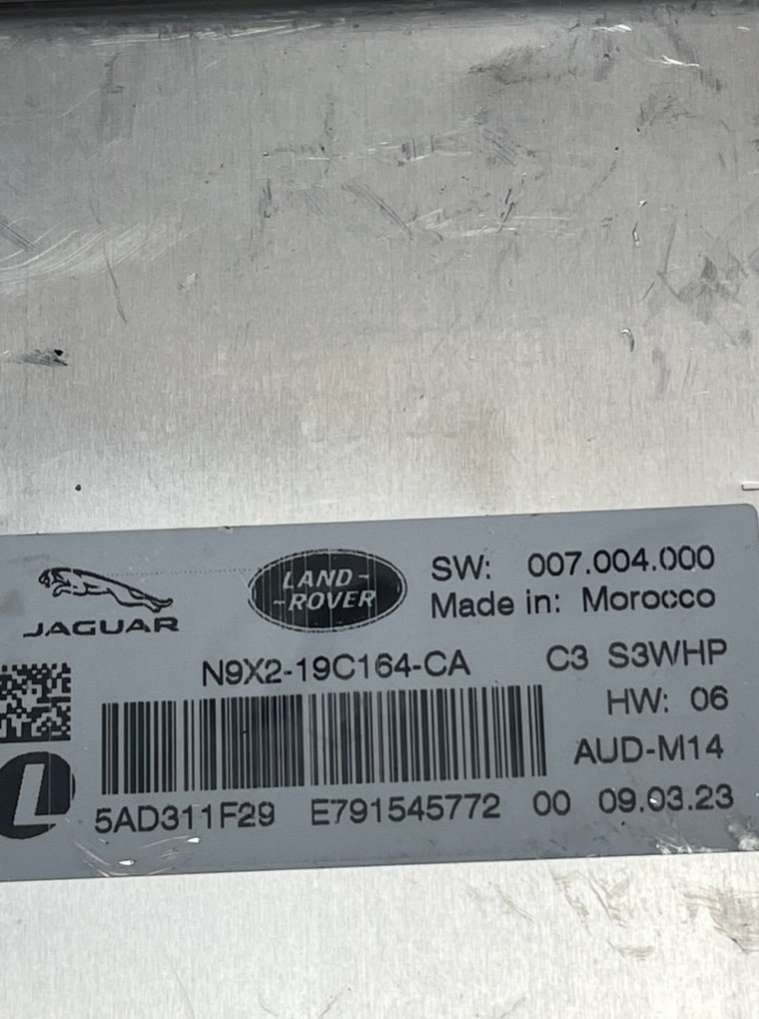 JAGUAR
LAND-
-ROVER
SW: 007.004.000
Made in: Morocco
N9X2-19C164-CA
C3 S3WHP
HW: 06
AUD-M14
L
5AD311F29 E791545772 00 09.03.23